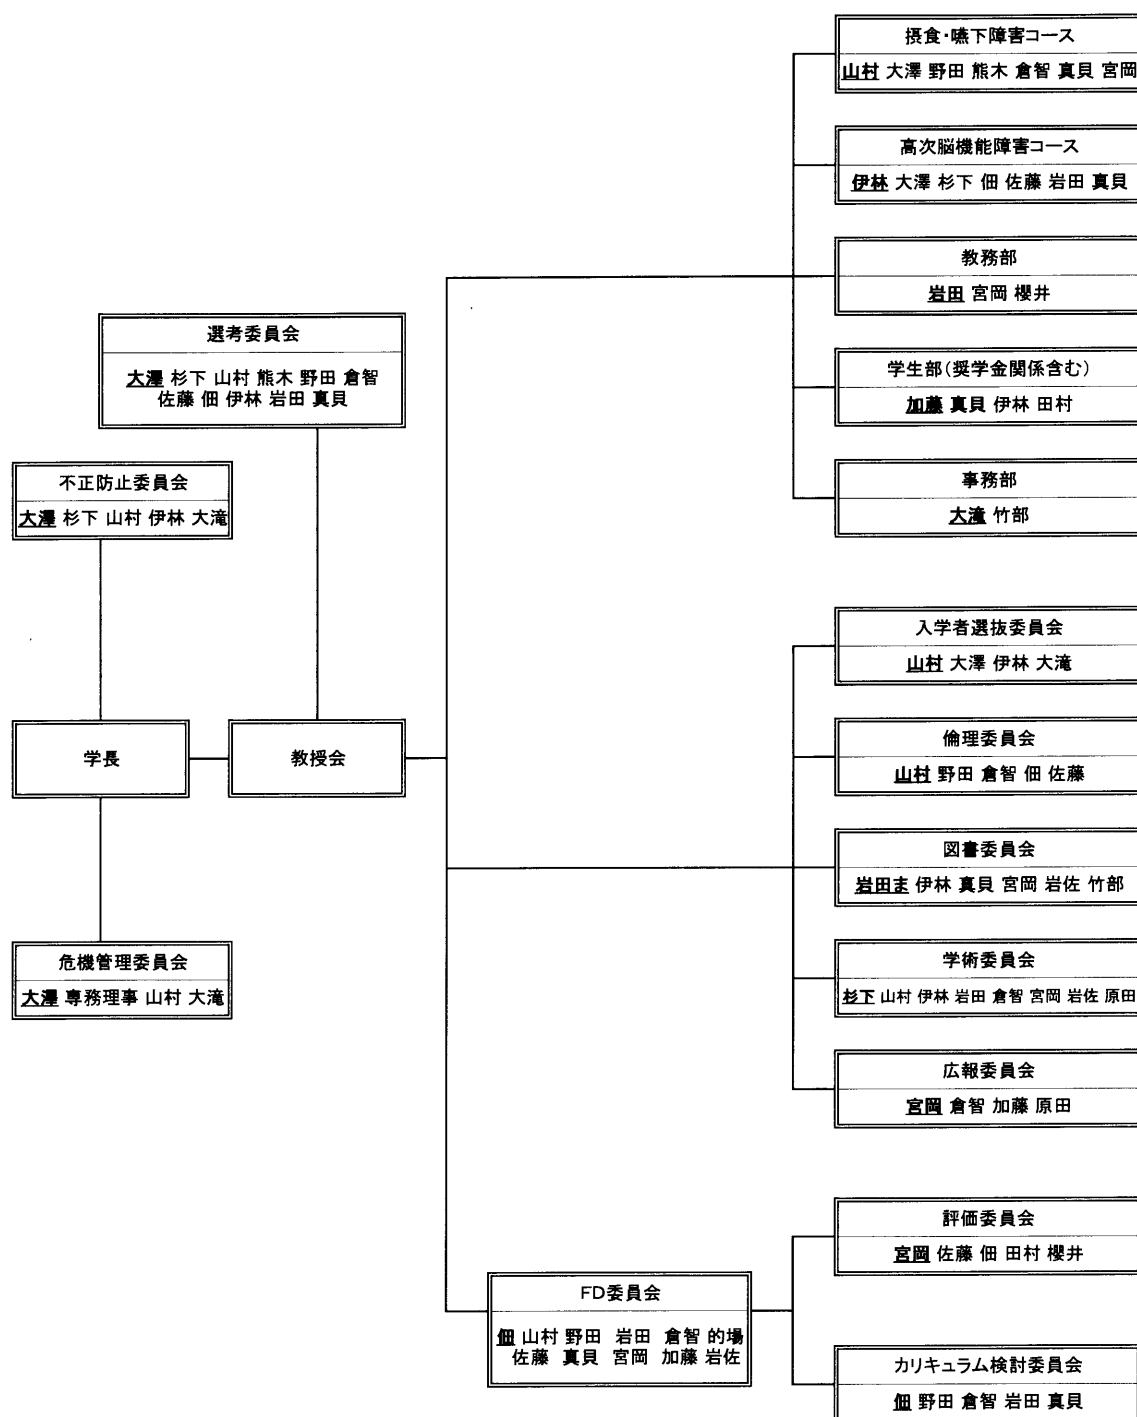 摂食・嚥下障害コース
山村 大澤 野田 熊木 倉智 真貝 宮岡
高次脳機能障害コース
伊林 大澤 杉下 佃 佐藤 岩田 真貝
教務部
岩田 宮岡 櫻井
選考委員会
大澤 杉下 山村 熊木 野田 倉智
佐藤 佃 伊林 岩田 真貝
学生部(奨学金関係含む)
加藤 真貝 伊林 田村
不正防止委員会
大澤 杉下 山村 伊林 大滝
事務部
大滝 竹部
入学者選抜委員会
山村 大澤 伊林 大滝
学長
教授会
倫理委員会
山村 野田 倉智 佃 佐藤
図書委員会
岩田ま 伊林 真貝 宮岡 岩佐 竹部
危機管理委員会
大澤 専務理事 山村 大滝
学術委員会
杉下 山村 伊林 岩田 倉智 宮岡 岩佐 原田
広報委員会
宮岡 倉智 加藤 原田
評価委員会
宮岡 佐藤 佃 田村 櫻井
FD委員会
佃 山村 野田 岩田 倉智 的場
佐藤 真貝 宮岡 加藤 岩佐
カリキュラム検討委員会
佃 野田 倉智 岩田 真貝